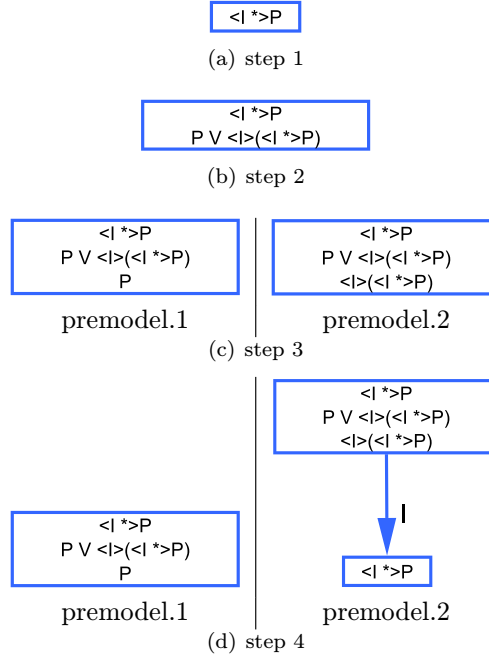 <I *>P
(a) step 1
<I *>P
P V <I>(<I *>P)
(b) step 2
<I *>P
P V <I>(<I *>P)
P
premodel.1
<I *>P
P V <I>(<I *>P)
<I>(<I *>P)
premodel.2
(c) step 3
<I *>P
P V <I>(<I *>P)
P
premodel.1
<I *>P
P V <I>(<I *>P)
<I>(<I *>P)
I
<I *>P
premodel.2
(d) step 4